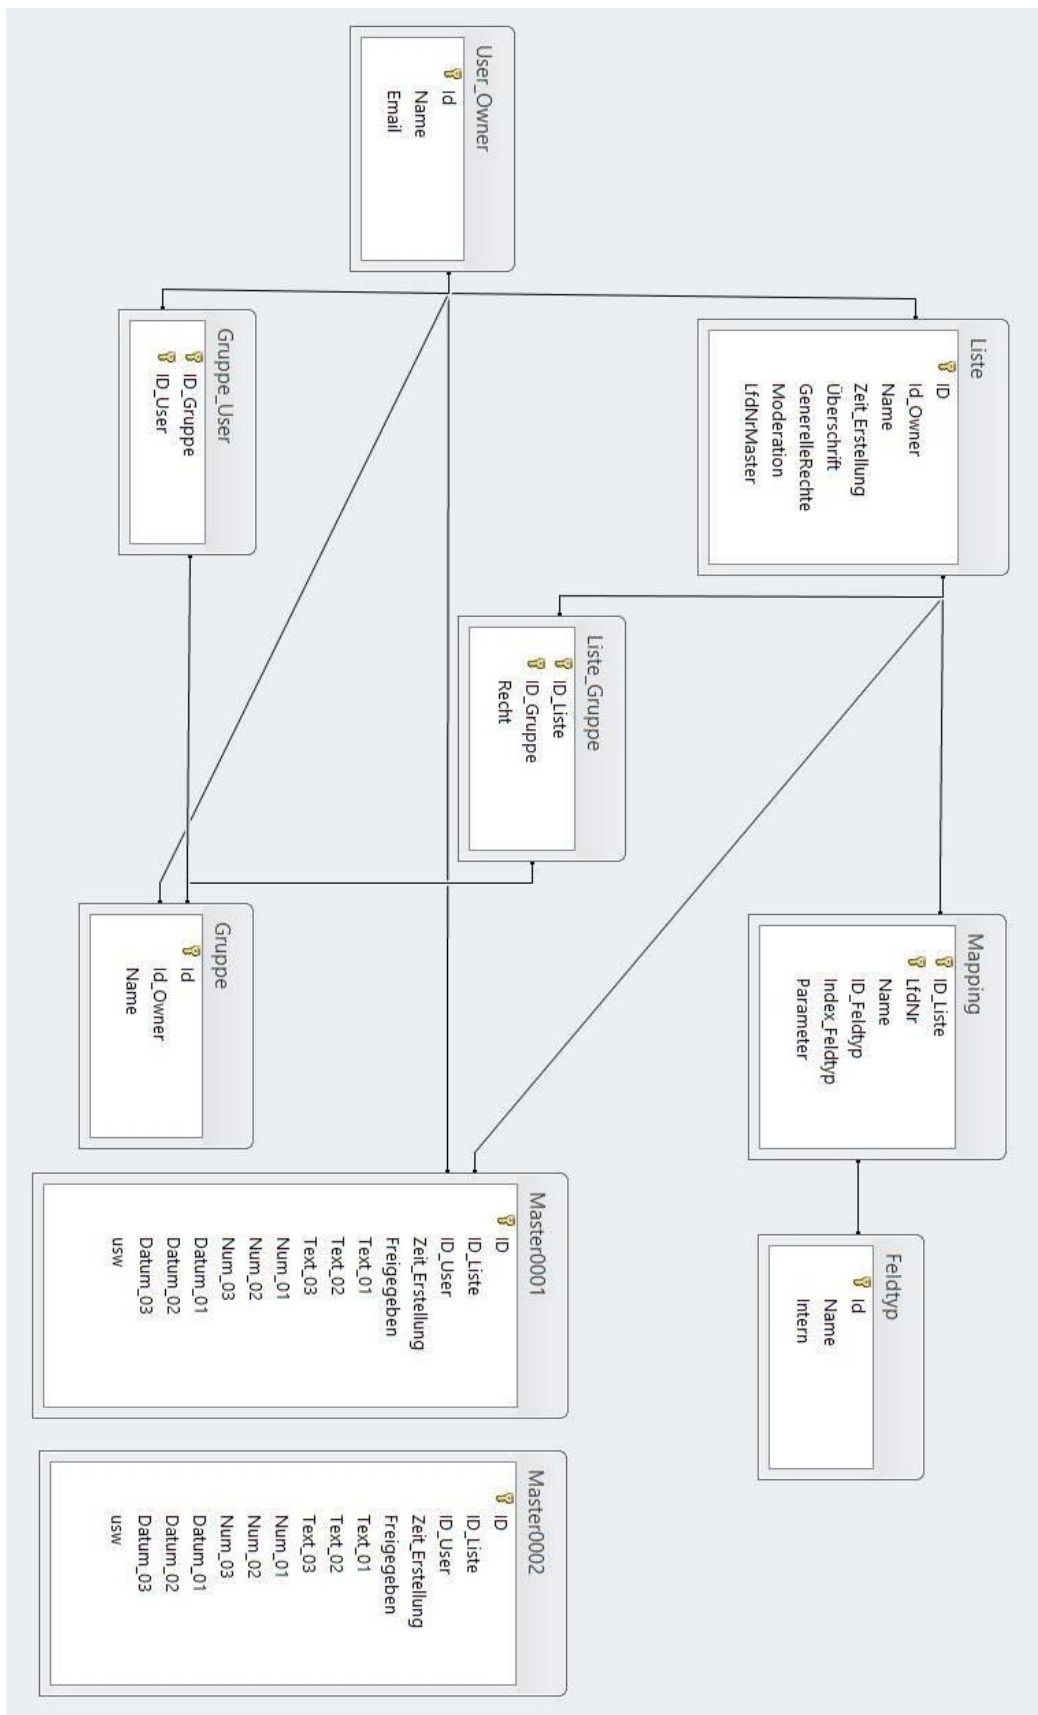 User_Owner
Id
Name
Email
Liste
ID
Id_Owner
Name
Zeit_Erstellung
Überschrift
GenerelleRechte
Moderation
LfdNrMaster
Gruppe_User
ID_Gruppe
ID_User
Liste_Gruppe
ID_Liste
ID_Gruppe
Recht
Mapping
ID_Liste
LfdNr
Name
ID_Feldtyp
Index_Feldtyp
Parameter
Gruppe
Id
Id_Owner
Name
Feldtyp
Id
Name
Intern
Master0001
ID
ID_Liste
ID_User
Zeit_Erstellung
Freigegeben
Text_01
Text_02
Text_03
Num_01
Num_02
Num_03
Datum_01
Datum_02
Datum_03
usw
Master0002
ID
ID_Liste
ID_User
Zeit_Erstellung
Freigegeben
Text_01
Text_02
Text_03
Num_01
Num_02
Num_03
Datum_01
Datum_02
Datum_03
usw